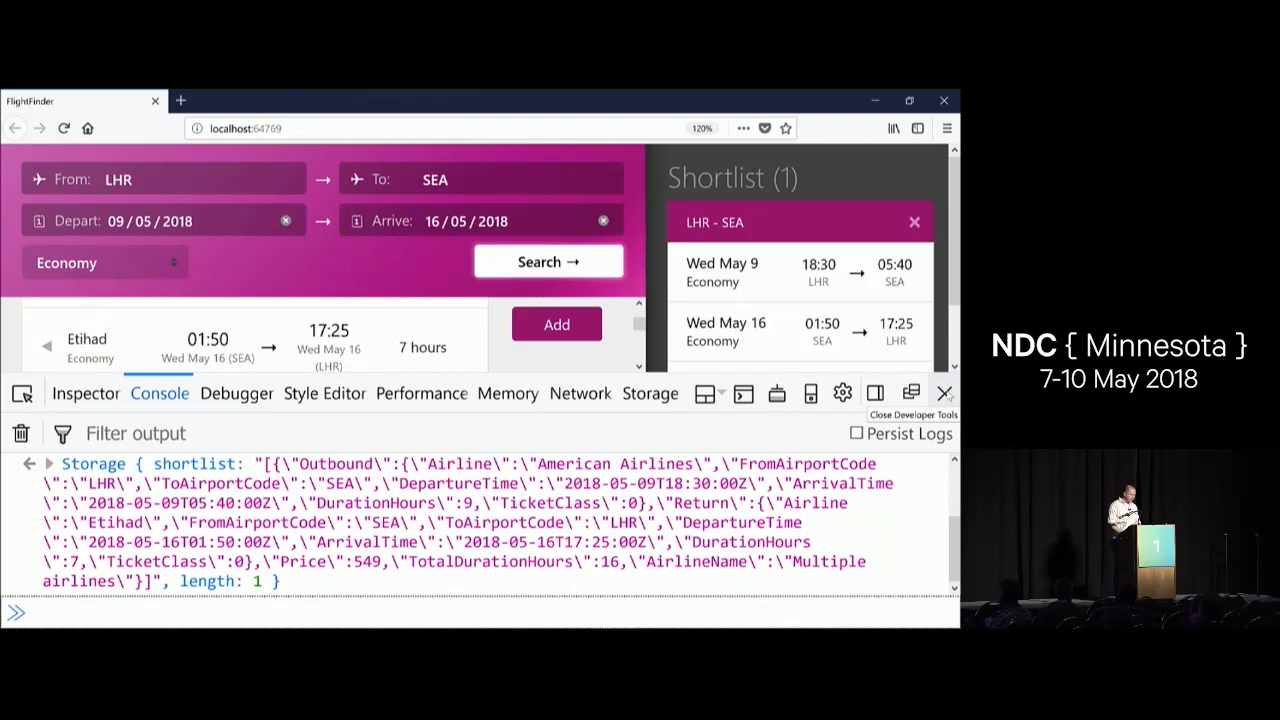 FlightFinder
localhost:64769
120%
From: LHR
To: SEA
Depart: 09 / 05 / 2018
Arrive: 16 / 05 / 2018
Economy
Search →
Etihad
Economy
01:50
Wed May 16 (SEA)
→
17:25
Wed May 16
(LHR)
7 hours
Add
Shortlist (1)
LHR - SEA
Wed May 9
Economy
18:30
LHR
→
05:40
SEA
Wed May 16
Economy
01:50
SEA
→
17:25
LHR
Inspector Console Debugger Style Editor Performance Memory Network Storage
Close Developer Tools
Filter output
Persist Logs
Storage { shortlist: "[{\"Outbound\":{\"Airline\":\"American Airlines\",\"FromAirportCode
\":\"LHR\",\"ToAirportCode\":\"SEA\",\"DepartureTime\":\"2018-05-09T18:30:00Z\",\"ArrivalTime
\":\"2018-05-09T05:40:00Z\",\"DurationHours\":9,\"TicketClass\":0},\"Return\":{\"Airline
\":\"Etihad\",\"FromAirportCode\":\"SEA\",\"ToAirportCode\":\"LHR\",\"DepartureTime
\":\"2018-05-16T01:50:00Z\",\"ArrivalTime\":\"2018-05-16T17:25:00Z\",\"DurationHours
\":7,\"TicketClass\":0},\"Price\":549,\"TotalDurationHours\":16,\"AirlineName\":\"Multiple
airlines\"}]", length: 1 }
NDC { Minnesota }
7-10 May 2018
1